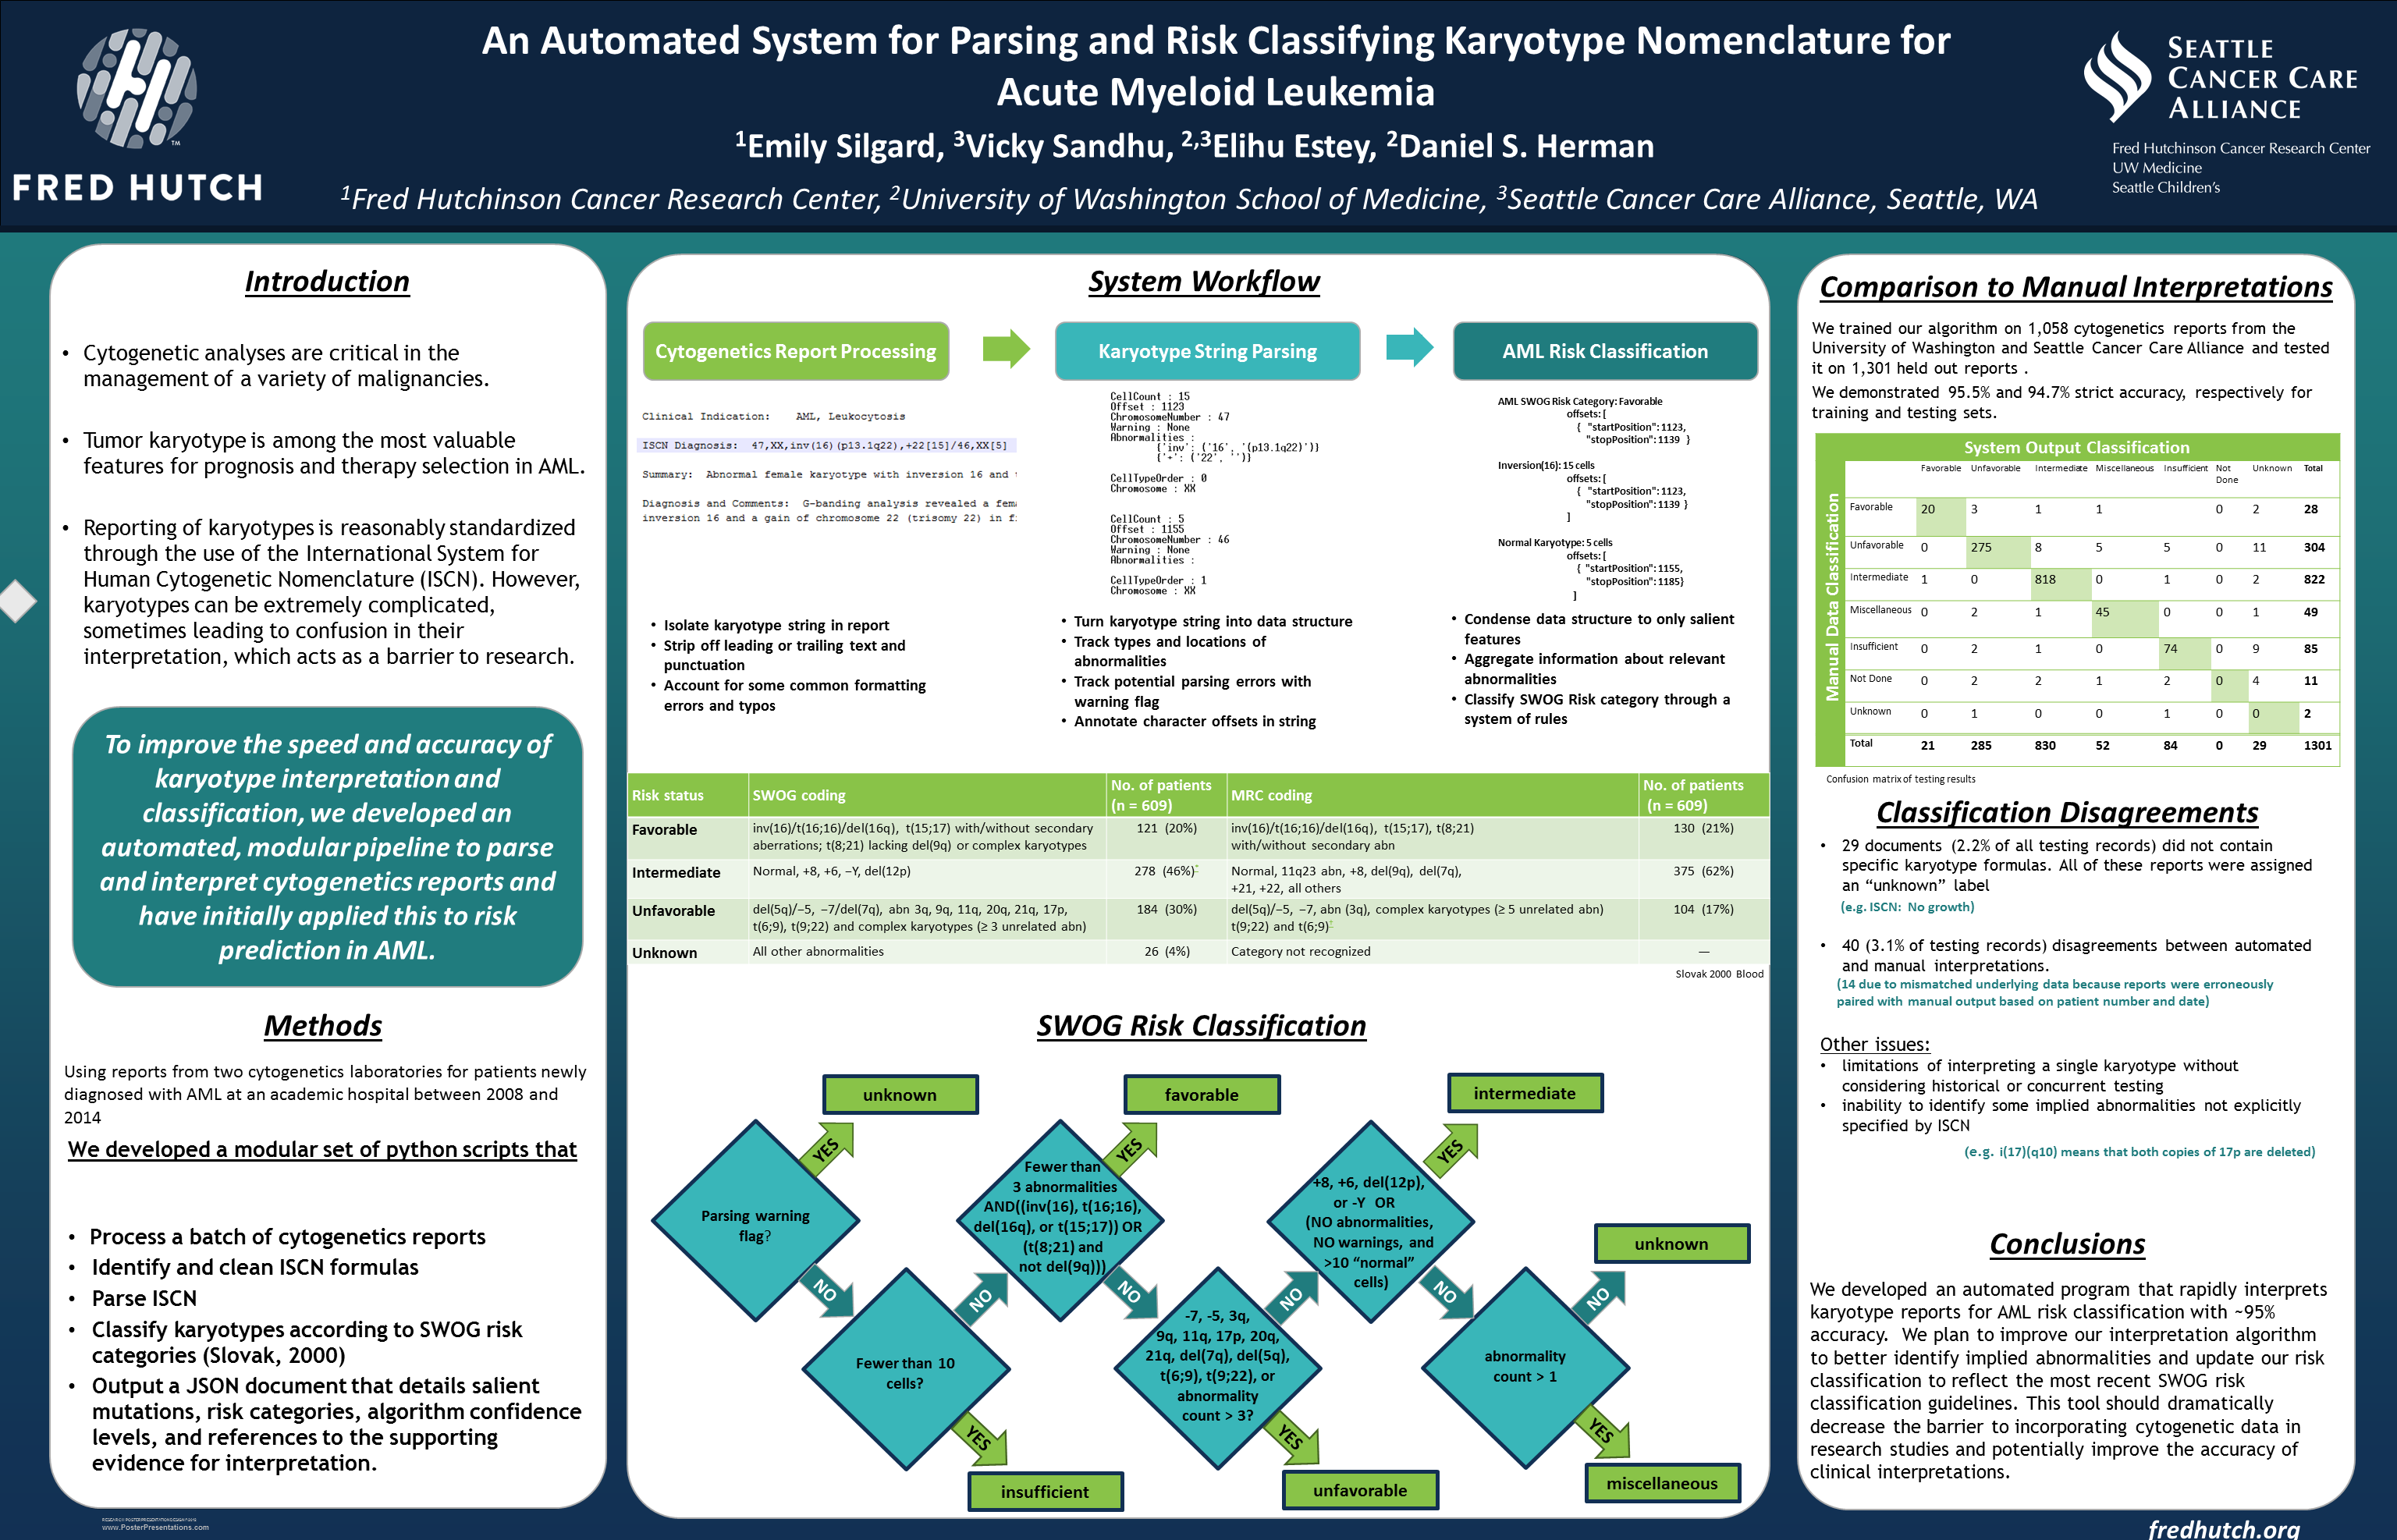 An Automated System for Parsing and Risk Classifying Karyotype Nomenclature for
Acute Myeloid Leukemia
1Emily Silgard, 3Vicky Sandhu, 2,3Elihu Estey, 2Daniel S. Herman
1Fred Hutchinson Cancer Research Center, 2University of Washington School of Medicine, 3Seattle Cancer Care Alliance, Seattle, WA
TM
FRED HUTCH
SEATTLE
CANCER CARE
ALLIANCE
Fred Hutchinson Cancer Research Center
UW Medicine
Seattle Children's
Introduction
• Cytogenetic analyses are critical in the
management of a variety of malignancies.
• Tumor karyotype is among the most valuable
features for prognosis and therapy selection in AML.
• Reporting of karyotypes is reasonably standardized
through the use of the International System for
Human Cytogenetic Nomenclature (ISCN). However,
karyotypes can be extremely complicated,
sometimes leading to confusion in their
interpretation, which acts as a barrier to research.
To improve the speed and accuracy of
karyotype interpretation and
classification, we developed an
automated, modular pipeline to parse
and interpret cytogenetics reports and
have initially applied this to risk
prediction in AML.
Methods
Using reports from two cytogenetics laboratories for patients newly
diagnosed with AML at an academic hospital between 2008 and
2014
We developed a modular set of python scripts that
• Process a batch of cytogenetics reports
• Identify and clean ISCN formulas
• Parse ISCN
• Classify karyotypes according to SWOG risk
categories (Slovak, 2000)
• Output a JSON document that details salient
mutations, risk categories, algorithm confidence
levels, and references to the supporting
evidence for interpretation.
www.PosterPresentations.com
System Workflow
Cytogenetics Report Processing
Clinical Indication: AML, Leukocytosis
ISCN Diagnosis: 47,XX,inv(16)(p13.1q22),+22[15]/46,XX[5]
Summary: Abnormal female karyotype with inversion 16 and
Diagnosis and Comments: G-banding analysis revealed a fema
inversion 16 and a gain of chromosome 22 (trisomy 22) in f
• Isolate karyotype string in report
• Strip off leading or trailing text and
punctuation
• Account for some common formatting
errors and typos
Karyotype String Parsing
CellCount : 15
Offset : 1123
ChromosomeNumber : 47
Warning : None
Abnormalities :
{'inv': ('16', '(p13.1q22)')}
{'+': ('22', '')}
CellTypeOrder : 0
Chromosome : XX
CellCount : 5
Offset : 1155
ChromosomeNumber : 46
Warning : None
Abnormalities :
CellTypeOrder : 1
Chromosome : XX
• Turn karyotype string into data structure
• Track types and locations of
abnormalities
• Track potential parsing errors with
warning flag
• Annotate character offsets in string
AML Risk Classification
AML SWOG Risk Category: Favorable
offsets: [
{ "startPosition": 1123,
"stopPosition": 1139 }
Inversion(16): 15 cells
offsets: [
{ "startPosition": 1123,
"stopPosition": 1139 }
]
Normal Karyotype: 5 cells
offsets: [
{ "startPosition": 1155,
"stopPosition": 1185}
]
• Condense data structure to only salient
features
• Aggregate information about relevant
abnormalities
• Classify SWOG Risk category through a
system of rules
Risk status SWOG coding No. of patients (n = 609) MRC coding No. of patients (n = 609)
Favorable inv(16)/t(16;16)/del(16q), t(15;17) with/without secondary aberrations; t(8;21) lacking del(9q) or complex karyotypes 121 (20%) inv(16)/t(16;16)/del(16q), t(15;17), t(8;21) with/without secondary abn 130 (21%)
Intermediate Normal, +8, +6, −Y, del(12p) 278 (46%)* Normal, 11q23 abn, +8, del(9q), del(7q), +21, +22, all others 375 (62%)
Unfavorable del(5q)/−5, −7/del(7q), abn 3q, 9q, 11q, 20q, 21q, 17p, t(6;9), t(9;22) and complex karyotypes (≥ 3 unrelated abn) 184 (30%) del(5q)/−5, −7, abn (3q), complex karyotypes (≥ 5 unrelated abn) t(9;22) and t(6;9)† 104 (17%)
Unknown All other abnormalities 26 (4%) Category not recognized —
Slovak 2000 Blood
SWOG Risk Classification
Parsing warning
flag?
YES
unknown
NO
Fewer than 10
cells?
YES
insufficient
NO
Fewer than
3 abnormalities
AND((inv(16), t(16;16),
del(16q), or t(15;17)) OR
(t(8;21) and
not del(9q)))
YES
favorable
NO
-7, -5, 3q,
9q, 11q, 17p, 20q,
21q, del(7q), del(5q),
t(6;9), t(9;22), or
abnormality
count > 3?
YES
unfavorable
NO
+8, +6, del(12p),
or -Y OR
(NO abnormalities,
NO warnings, and
>10 “normal”
cells)
YES
intermediate
NO
abnormality
count > 1
NO
unknown
YES
miscellaneous
Comparison to Manual Interpretations
We trained our algorithm on 1,058 cytogenetics reports from the
University of Washington and Seattle Cancer Care Alliance and tested
it on 1,301 held out reports .
We demonstrated 95.5% and 94.7% strict accuracy, respectively for
training and testing sets.
System Output Classification
Manual Data Classification
Favorable Unfavorable Intermediate Miscellaneous Insufficient Not Done Unknown Total
Favorable 20 3 1 1 0 2 28
Unfavorable 0 275 8 5 5 0 11 304
Intermediate 1 0 818 0 1 0 2 822
Miscellaneous 0 2 1 45 0 0 1 49
Insufficient 0 2 1 0 74 0 9 85
Not Done 0 2 2 1 2 0 4 11
Unknown 0 1 0 0 1 0 0 2
Total 21 285 830 52 84 0 29 1301
Confusion matrix of testing results
Classification Disagreements
• 29 documents (2.2% of all testing records) did not contain
specific karyotype formulas. All of these reports were assigned
an “unknown” label
(e.g. ISCN: No growth)
• 40 (3.1% of testing records) disagreements between automated
and manual interpretations.
(14 due to mismatched underlying data because reports were erroneously
paired with manual output based on patient number and date)
Other issues:
• limitations of interpreting a single karyotype without
considering historical or concurrent testing
• inability to identify some implied abnormalities not explicitly
specified by ISCN
(e.g. i(17)(q10) means that both copies of 17p are deleted)
Conclusions
We developed an automated program that rapidly interprets
karyotype reports for AML risk classification with ~95%
accuracy. We plan to improve our interpretation algorithm
to better identify implied abnormalities and update our risk
classification to reflect the most recent SWOG risk
classification guidelines. This tool should dramatically
decrease the barrier to incorporating cytogenetic data in
research studies and potentially improve the accuracy of
clinical interpretations.
fredhutch.org